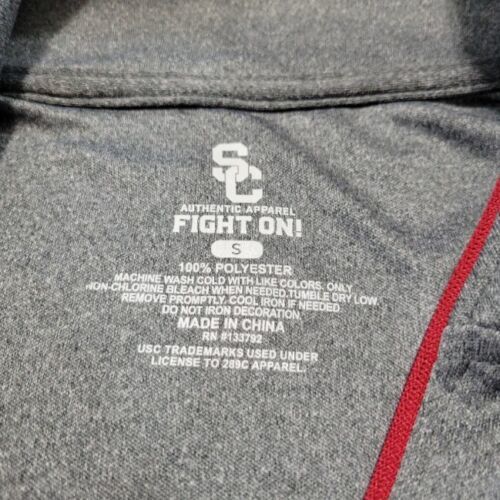 SC
AUTHENTIC APPAREL
FIGHT ON!
S
100% POLYESTER
MACHINE WASH COLD WITH LIKE COLORS. ONLY
NON-CHLORINE BLEACH WHEN NEEDED.TUMBLE DRY LOW
REMOVE PROMPTLY. COOL IRON IF NEEDED
DO NOT IRON DECORATION
MADE IN CHINA
RN #133792
USC TRADEMARKS USED UNDER
LICENSE TO 289C APPAREL.